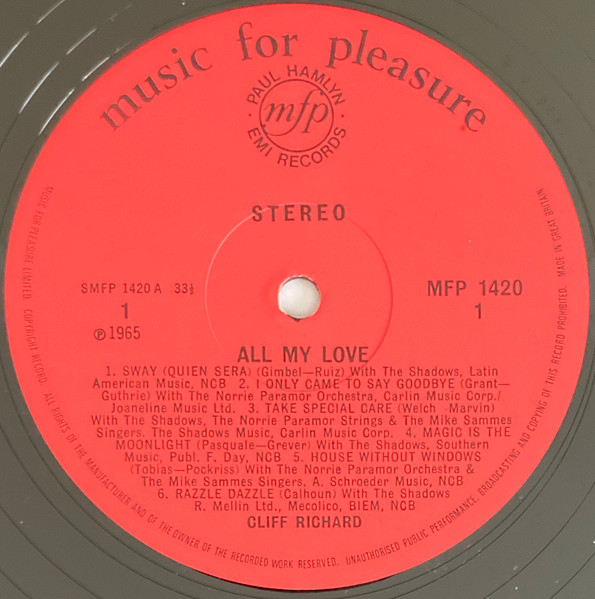 music for pleasure
· PAUL HAMLYN ·
mfp
EMI RECORDS
STEREO
SMFP 1420 A 33⅓
MFP 1420
1
1
℗ 1965
ALL MY LOVE
1. SWAY (QUIEN SERA) (Gimbel—Ruiz) With The Shadows, Latin
American Music, NCB 2. I ONLY CAME TO SAY GOODBYE (Grant—
Guthrie) With The Norrie Paramor Orchestra, Carlin Music Corp./
Joaneline Music Ltd. 3. TAKE SPECIAL CARE (Welch—Marvin)
With The Shadows, The Norrie Paramor Strings & The Mike Sammes
Singers. The Shadows Music, Carlin Music Corp. 4. MAGIC IS THE
MOONLIGHT (Pasquale—Grever) With The Shadows, Southern
Music, Publ. F. Day, NCB 5. HOUSE WITHOUT WINDOWS
(Tobias—Pockriss) With The Norrie Paramor Orchestra &
The Mike Sammes Singers. A. Schroeder Music, NCB
6. RAZZLE DAZZLE (Calhoun) With The Shadows
R. Mellin Ltd., Mecolico, BIEM, NCB
CLIFF RICHARD
MUSIC FOR PLEASURE LIMITED. COPYRIGHT RECORD. ALL RIGHTS OF THE MANUFACTURER AND OF THE OWNER OF THE RECORDED WORK RESERVED. UNAUTHORISED PUBLIC PERFORMANCE, BROADCASTING AND COPYING OF THIS RECORD PROHIBITED. MADE IN GREAT BRITAIN